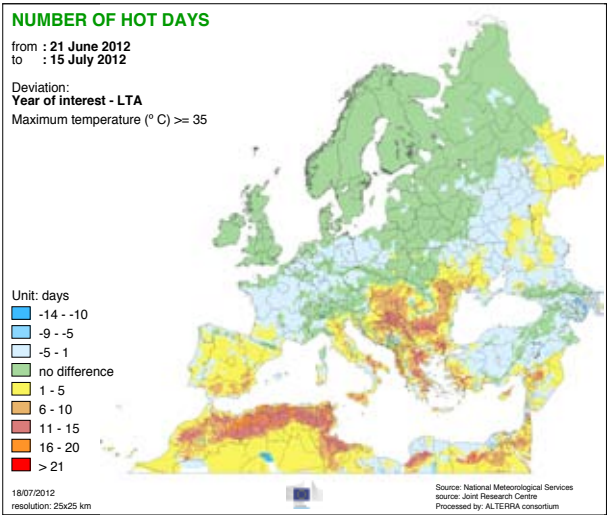 NUMBER OF HOT DAYS
from : 21 June 2012
to : 15 July 2012
Deviation:
Year of interest - LTA
Maximum temperature (º C) >= 35
Unit: days
-14 - -10
-9 - -5
-5 - 1
no difference
1 - 5
6 - 10
11 - 15
16 - 20
> 21
18/07/2012
resolution: 25x25 km
Source: National Meteorological Services
source: Joint Research Centre
Processed by: ALTERRA consortium